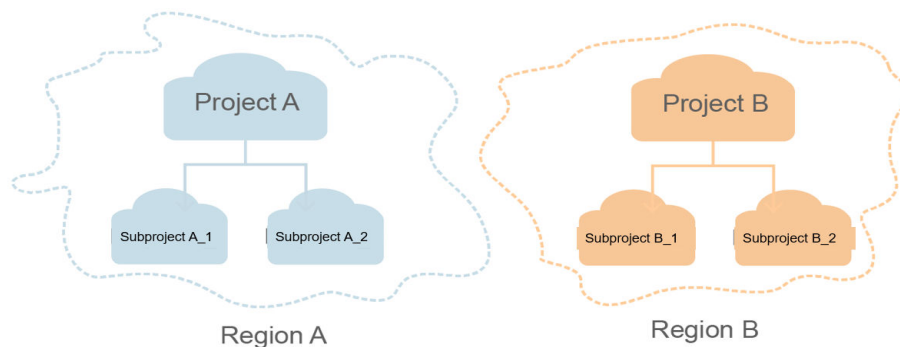 Project A
Project B
Subproject A_1
Subproject A_2
Subproject B_1
Subproject B_2
Region A
Region B